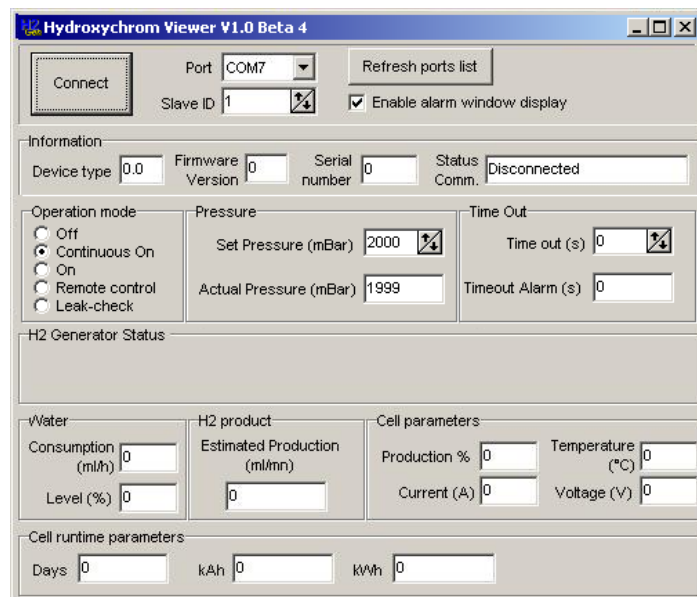 H2 Gen Hydroxychrom Viewer V1.0 Beta 4
Connect
Port COM7
Refresh ports list
Slave ID 1
Enable alarm window display
Information
Device type 0.0
Firmware Version 0
Serial number 0
Status Comm. Disconnected
Operation mode
Off
Continuous On
On
Remote control
Leak-check
Pressure
Set Pressure (mBar) 2000
Actual Pressure (mBar) 1999
Time Out
Time out (s) 0
Timeout Alarm (s) 0
H2 Generator Status
Water
Consumption (ml/h) 0
Level (%) 0
H2 product
Estimated Production
(ml/mn)
0
Cell parameters
Production % 0
Temperature (°C) 0
Current (A) 0
Voltage (V) 0
Cell runtime parameters
Days 0 kAh 0 kWh 0